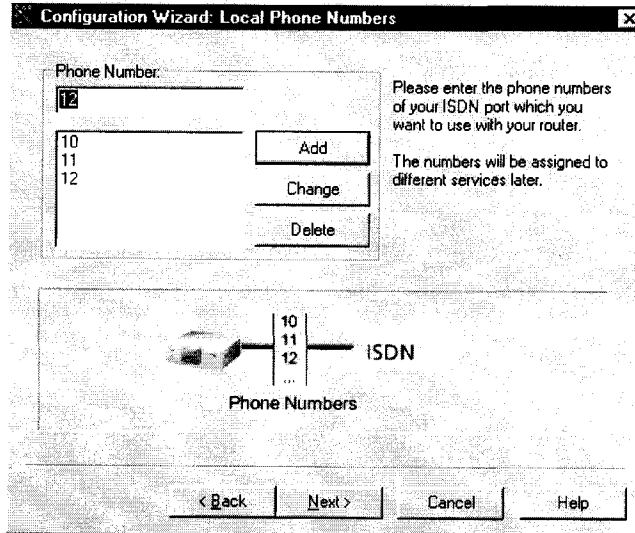 Configuration Wizard: Local Phone Numbers
Phone Number:
12
10
11
12
Add
Change
Delete
Please enter the phone numbers
of your ISDN port which you
want to use with your router.
The numbers will be assigned to
different services later.
10
11
12
...
ISDN
Phone Numbers
< Back
Next >
Cancel
Help